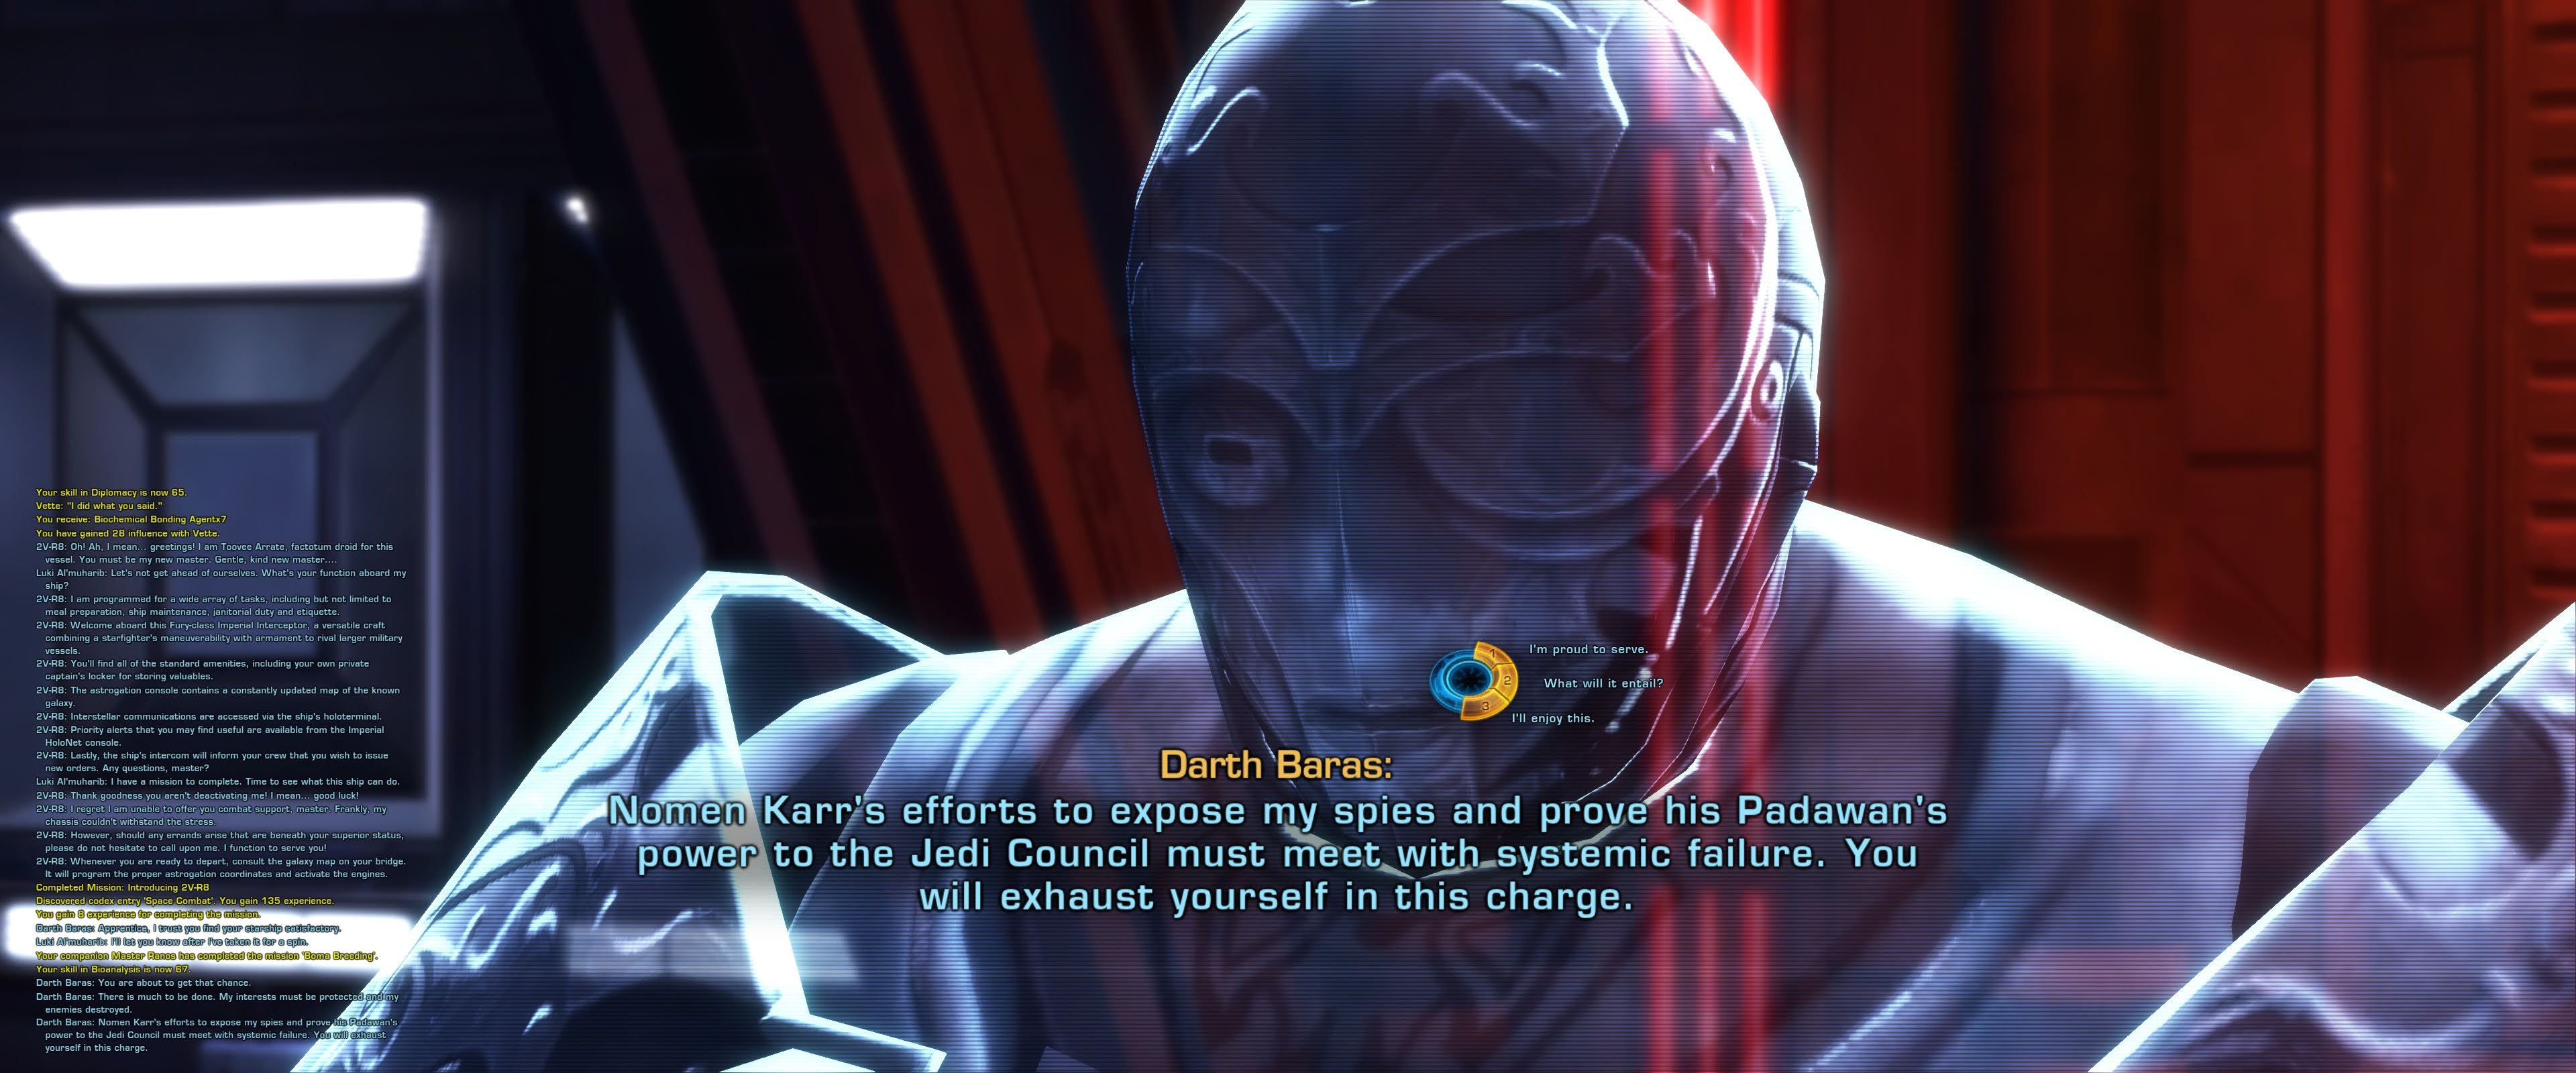 Your skill in Diplomacy is now 65.
Vette: "I did what you said."
You receive: Biochemical Bonding Agentx7
You have gained 28 influence with Vette.
2V-R8: Oh! Ah, I mean... greetings! I am Toovee Arrate, factotum droid for this
vessel. You must be my new master. Gentle, kind new master....
Luki Al'muharib: Let's not get ahead of ourselves. What's your function aboard my
ship?
2V-R8: I am programmed for a wide array of tasks, including but not limited to
meal preparation, ship maintenance, janitorial duty and etiquette.
2V-R8: Welcome aboard this Fury-class Imperial Interceptor, a versatile craft
combining a starfighter's maneuverability with armament to rival larger military
vessels.
2V-R8: You'll find all of the standard amenities, including your own private
captain's locker for storing valuables.
2V-R8: The astrogation console contains a constantly updated map of the known
galaxy.
2V-R8: Interstellar communications are accessed via the ship's holoterminal.
2V-R8: Priority alerts that you may find useful are available from the Imperial
HoloNet console.
2V-R8: Lastly, the ship's intercom will inform your crew that you wish to issue
new orders. Any questions, master?
Luki Al'muharib: I have a mission to complete. Time to see what this ship can do.
2V-R8: Thank goodness you aren't deactivating me! I mean... good luck!
2V-R8: I regret I am unable to offer you combat support, master. Frankly, my
chassis couldn't withstand the stress.
2V-R8: However, should any errands arise that are beneath your superior status,
please do not hesitate to call upon me. I function to serve you!
2V-R8: Whenever you are ready to depart, consult the galaxy map on your bridge.
It will program the proper astrogation coordinates and activate the engines.
Completed Mission: Introducing 2V-R8
Discovered codex entry 'Space Combat'. You gain 135 experience.
You gain 8 experience for completing the mission.
Darth Baras: Apprentice, I trust you find your starship satisfactory.
Luki Al'muharib: I'll let you know after I've taken it for a spin.
Your companion Master Ranos has completed the mission 'Boma Breeding'.
Your skill in Bioanalysis is now 67.
Darth Baras: You are about to get that chance.
Darth Baras: There is much to be done. My interests must be protected and my
enemies destroyed.
Darth Baras: Nomen Karr's efforts to expose my spies and prove his Padawan's
power to the Jedi Council must meet with systemic failure. You will exhaust
yourself in this charge.
1 I'm proud to serve.
2 What will it entail?
3 I'll enjoy this.
Darth Baras:
Nomen Karr's efforts to expose my spies and prove his Padawan's
power to the Jedi Council must meet with systemic failure. You
will exhaust yourself in this charge.